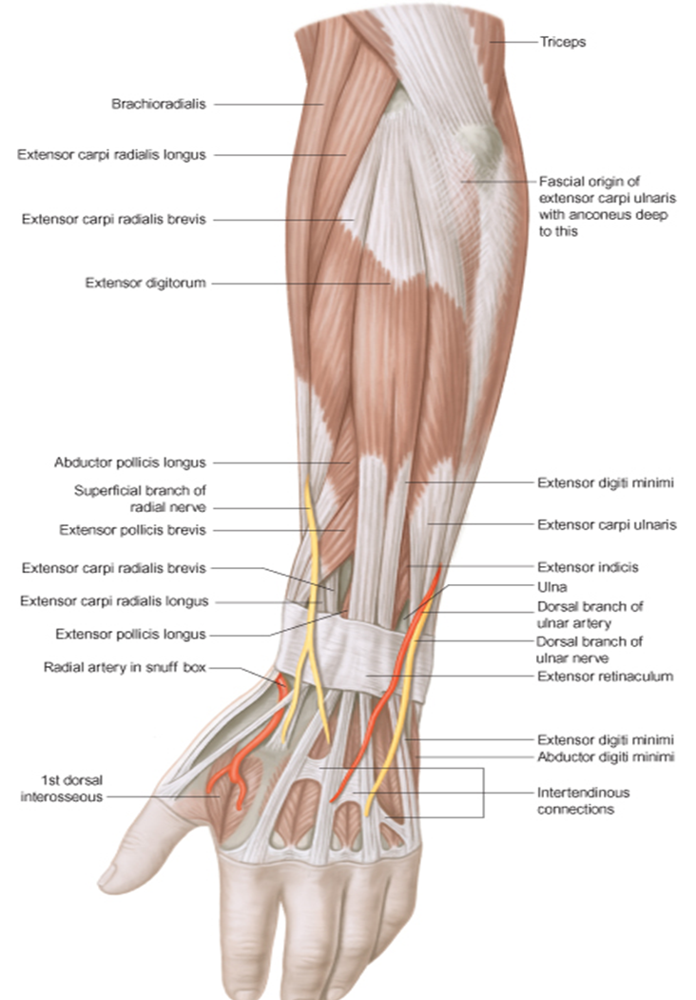 Triceps
Brachioradialis
Extensor carpi radialis longus
Fascial origin of
extensor carpi ulnaris
with anconeus deep
to this
Extensor carpi radialis brevis
Extensor digitorum
Abductor pollicis longus
Extensor digiti minimi
Superficial branch of
radial nerve
Extensor carpi ulnaris
Extensor pollicis brevis
Extensor indicis
Extensor carpi radialis brevis
Ulna
Extensor carpi radialis longus
Dorsal branch of
ulnar artery
Extensor pollicis longus
Dorsal branch of
ulnar nerve
Radial artery in snuff box
Extensor retinaculum
Extensor digiti minimi
Abductor digiti minimi
1st dorsal
interosseous
Intertendinous
connections